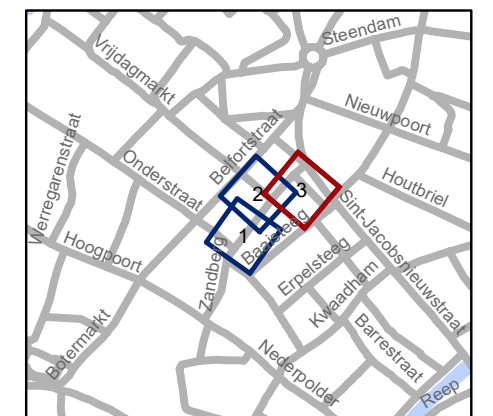 Steendam
Vrijdagmarkt
Nieuwpoort
Belfortstraat
Werregarenstraat
Onderstraat
Houtbriel
2
3
1
Baaisteeg
Sint-Jacobsnieuwstraat
Hoogpoort
Zandberg
Erpelsteeg
Kwaadham
Botermarkt
Barrestraat
Nederpolder
Reep